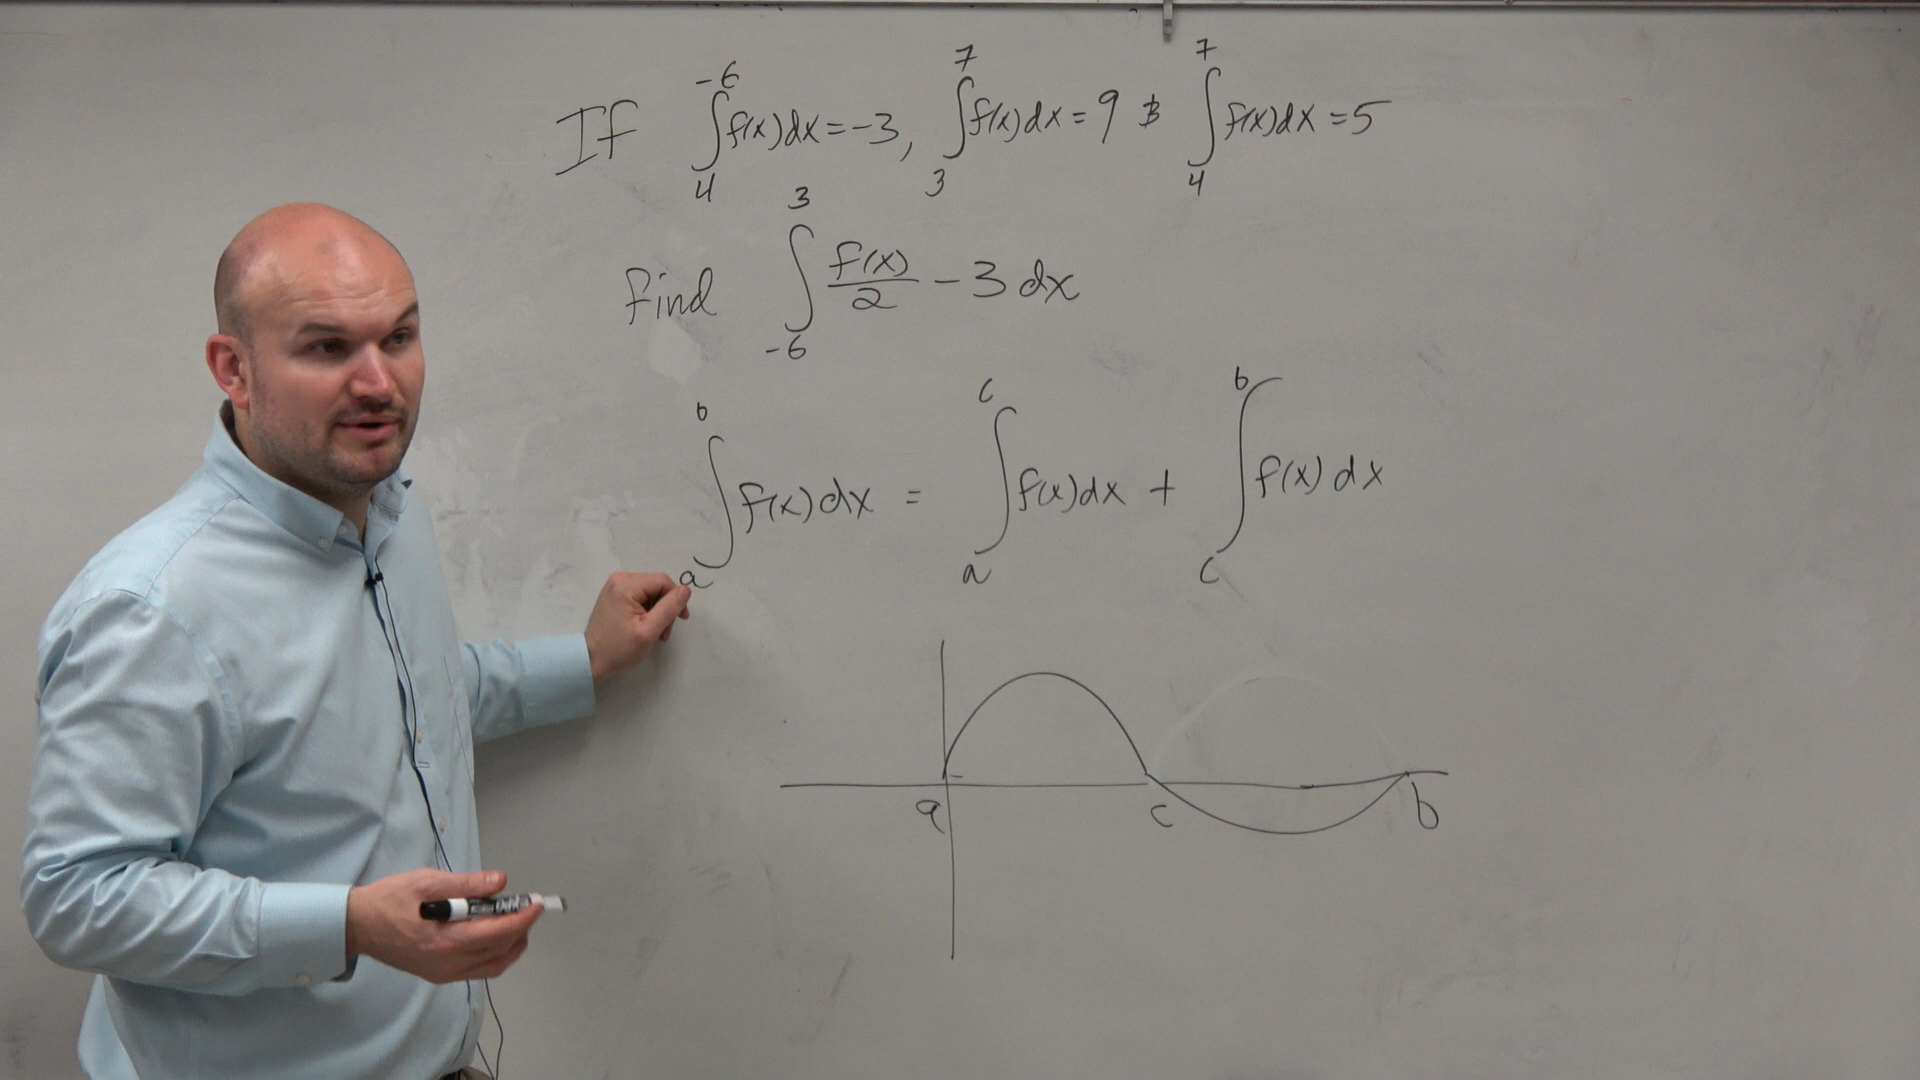 If ∫₄⁻⁶ f(x)dx = -3, ∫₃⁷ f(x)dx = 9 & ∫₄⁷ f(x)dx = 5
find ∫₋₆³ f(x)/2 - 3 dx
∫ₐᵇ f(x)dx = ∫ₐᶜ f(x)dx + ∫꜀ᵇ f(x)dx
a c b
EXPO